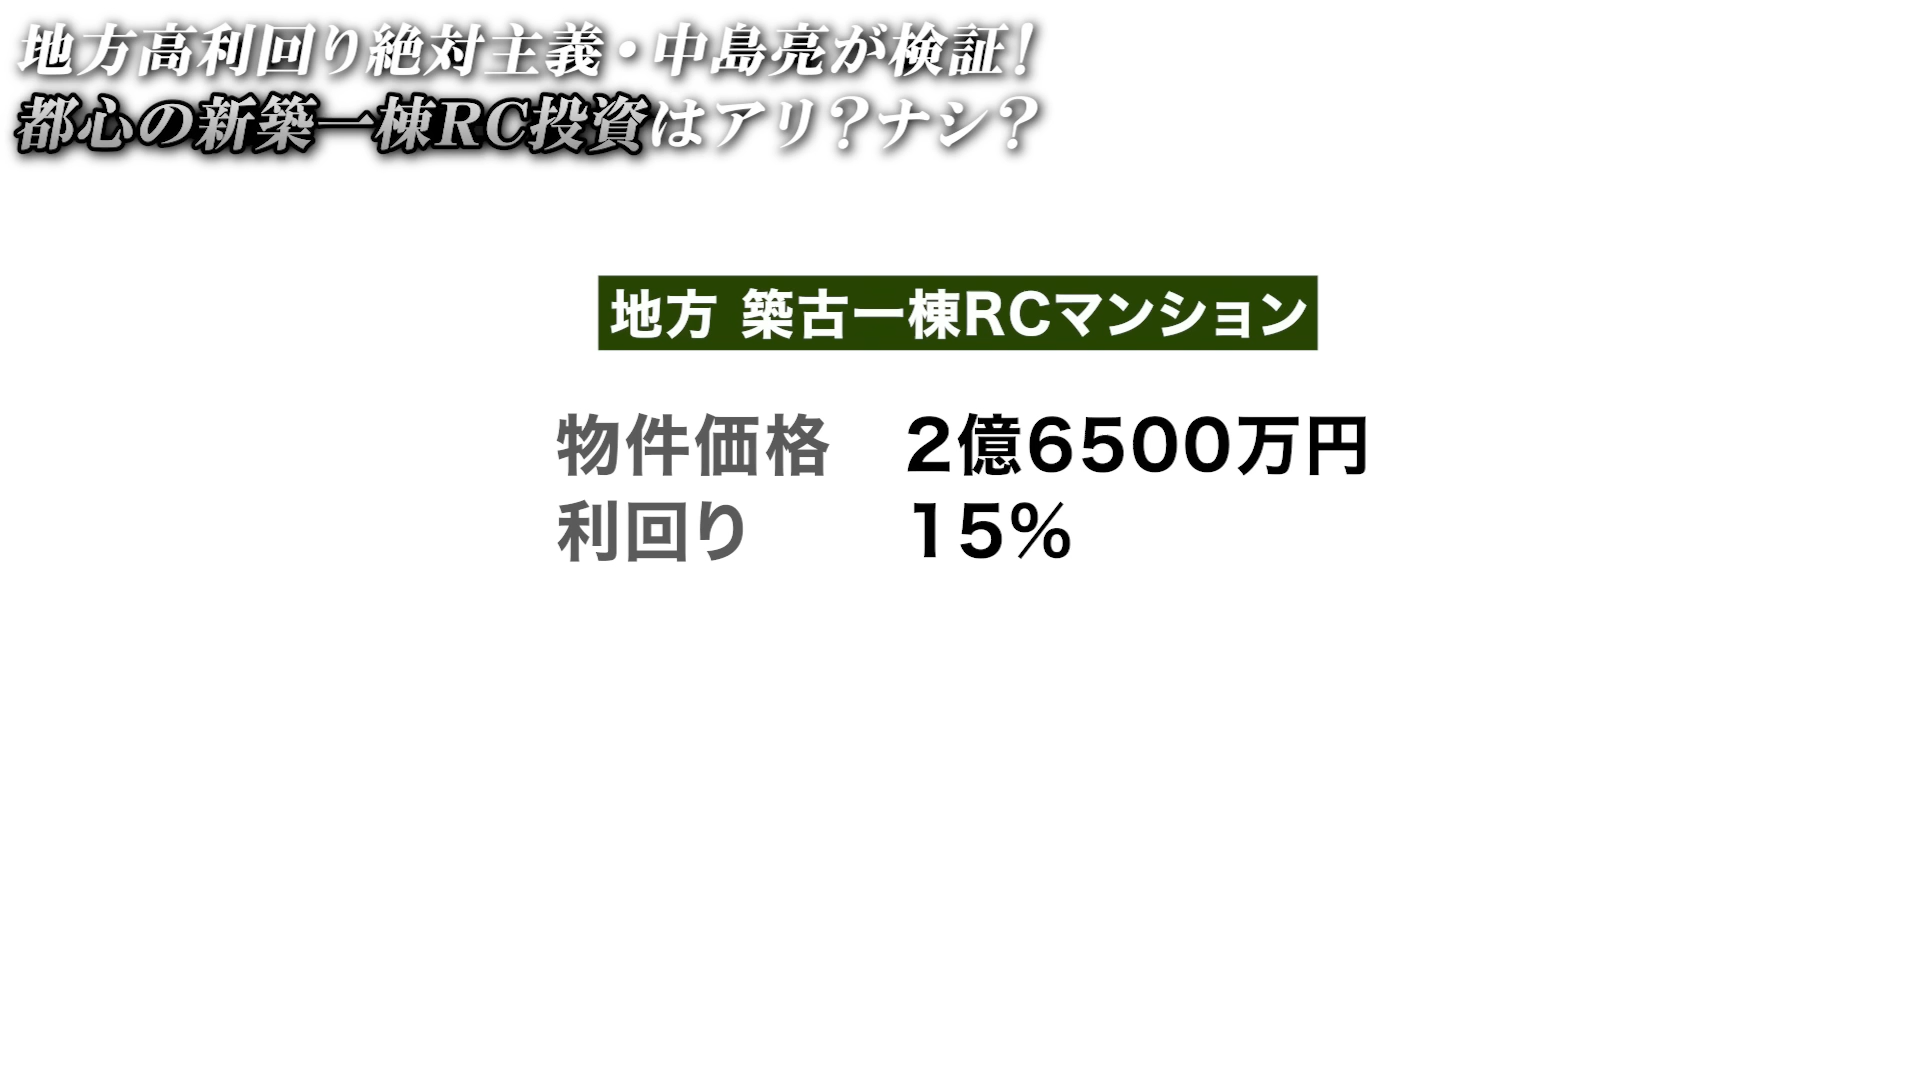 地方高利回り絶対主義・中島亮が検証！
都心の新築一棟RC投資はアリ？ナシ？
地方 築古一棟RCマンション
物件価格 2億6500万円
利回り 15%